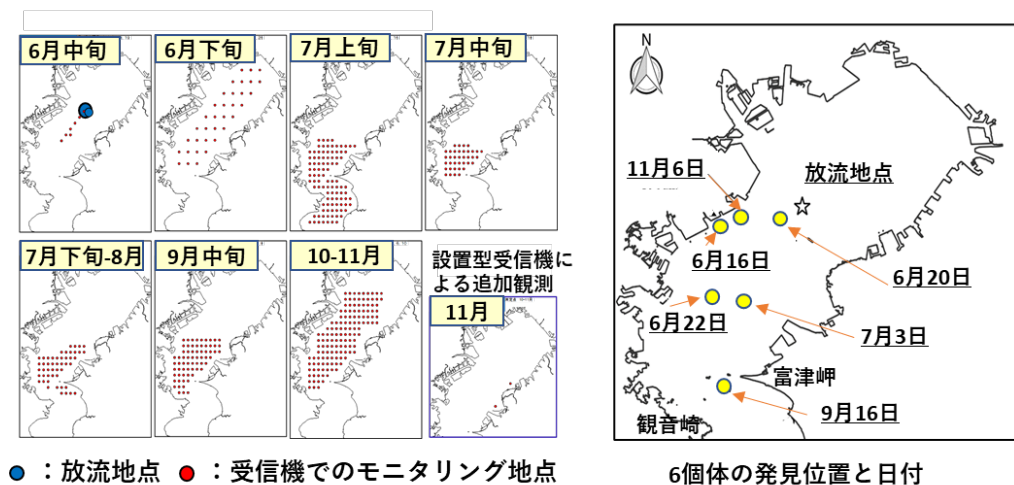 6月中旬
6月下旬
7月上旬
7月中旬
7月下旬-8月
9月中旬
10-11月
設置型受信機に
よる追加観測
11月
● ：放流地点 ● ：受信機でのモニタリング地点
N
11月6日
放流地点
6月16日
6月20日
6月22日
7月3日
富津岬
9月16日
観音崎
6個体の発見位置と日付